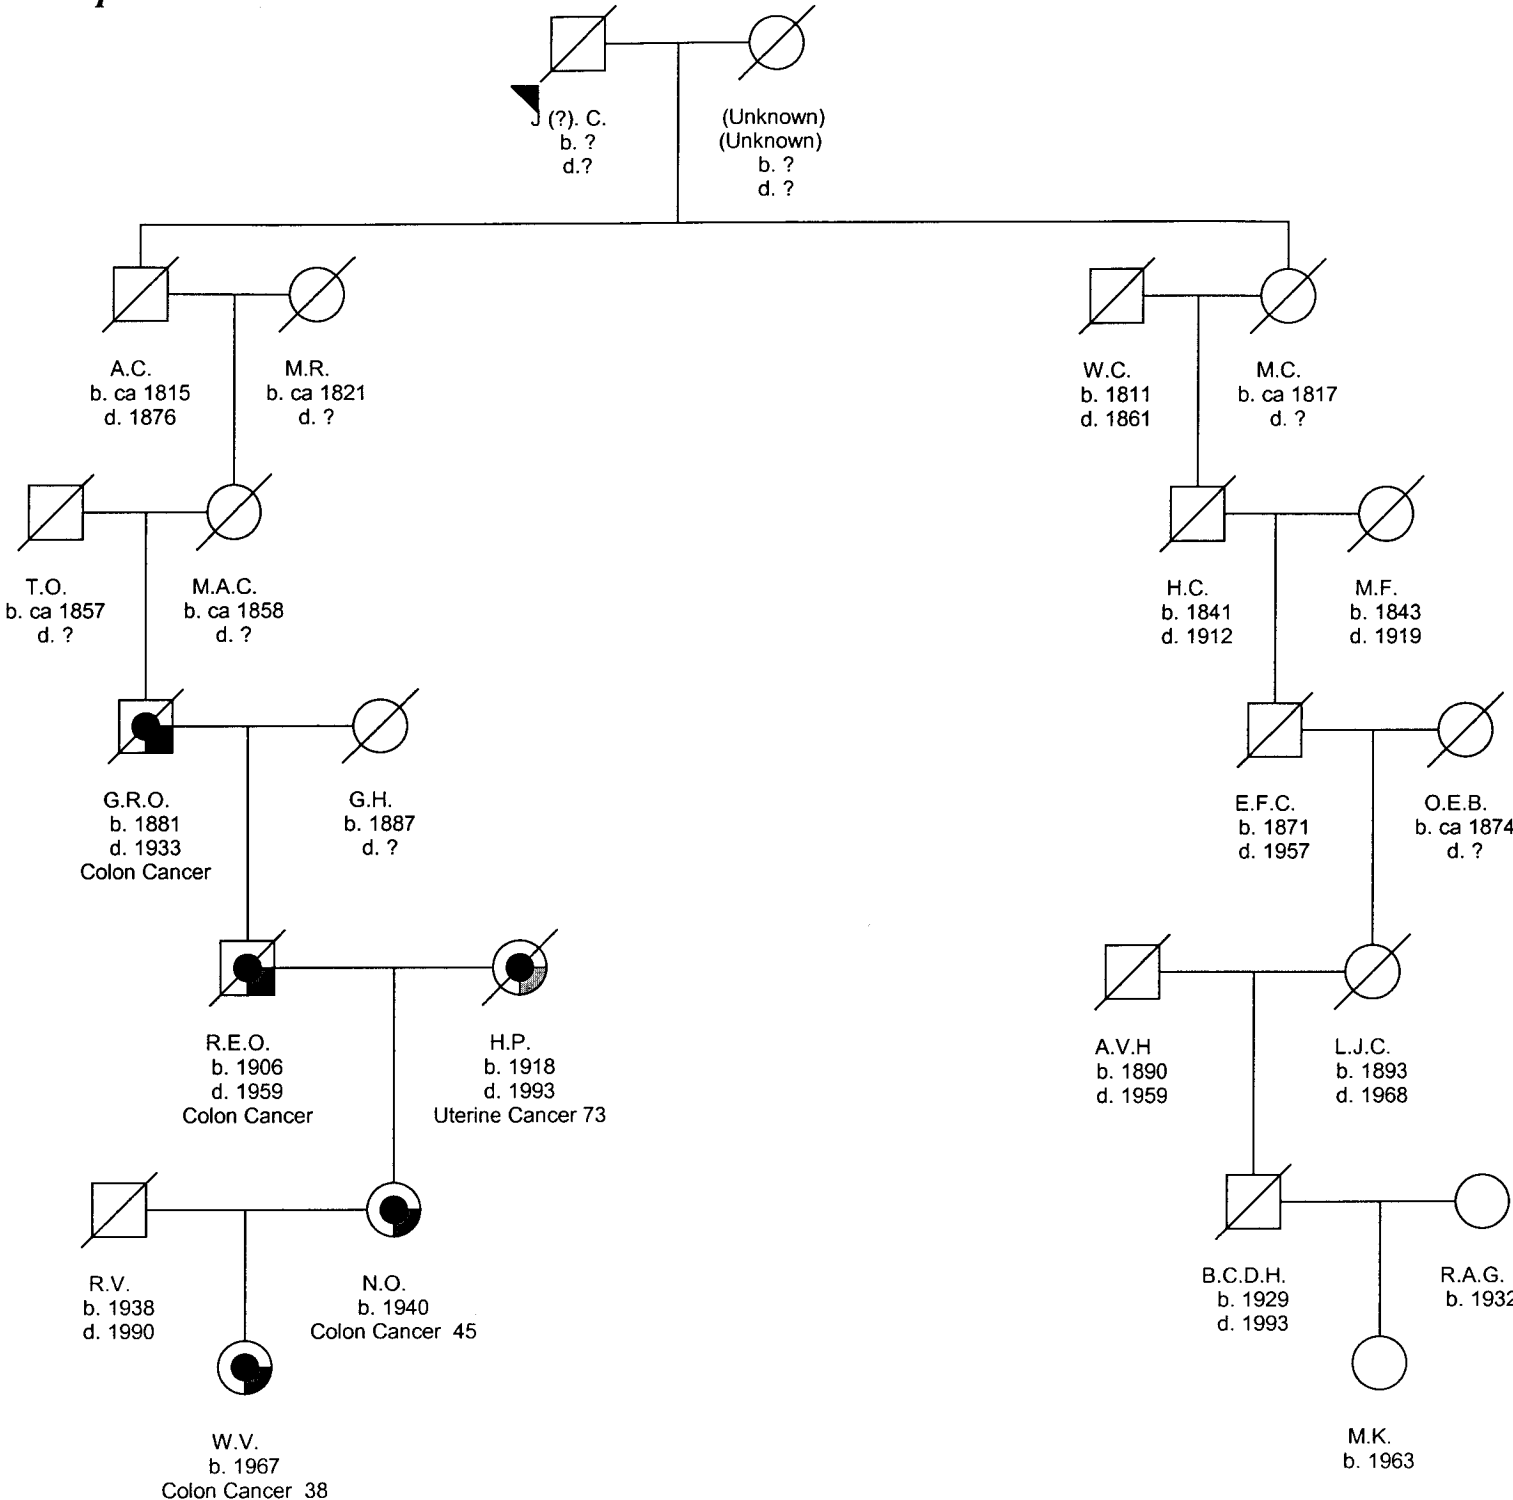 J (?). C.
b. ?
d.?
(Unknown)
(Unknown)
b. ?
d. ?
A.C.
b. ca 1815
d. 1876
M.R.
b. ca 1821
d. ?
W.C.
b. 1811
d. 1861
M.C.
b. ca 1817
d. ?
T.O.
b. ca 1857
d. ?
M.A.C.
b. ca 1858
d. ?
H.C.
b. 1841
d. 1912
M.F.
b. 1843
d. 1919
G.R.O.
b. 1881
d. 1933
Colon Cancer
G.H.
b. 1887
d. ?
E.F.C.
b. 1871
d. 1957
O.E.B.
b. ca 1874
d. ?
R.E.O.
b. 1906
d. 1959
Colon Cancer
H.P.
b. 1918
d. 1993
Uterine Cancer 73
A.V.H
b. 1890
d. 1959
L.J.C.
b. 1893
d. 1968
R.V.
b. 1938
d. 1990
N.O.
b. 1940
Colon Cancer 45
B.C.D.H.
b. 1929
d. 1993
R.A.G.
b. 1932
W.V.
b. 1967
Colon Cancer 38
M.K.
b. 1963